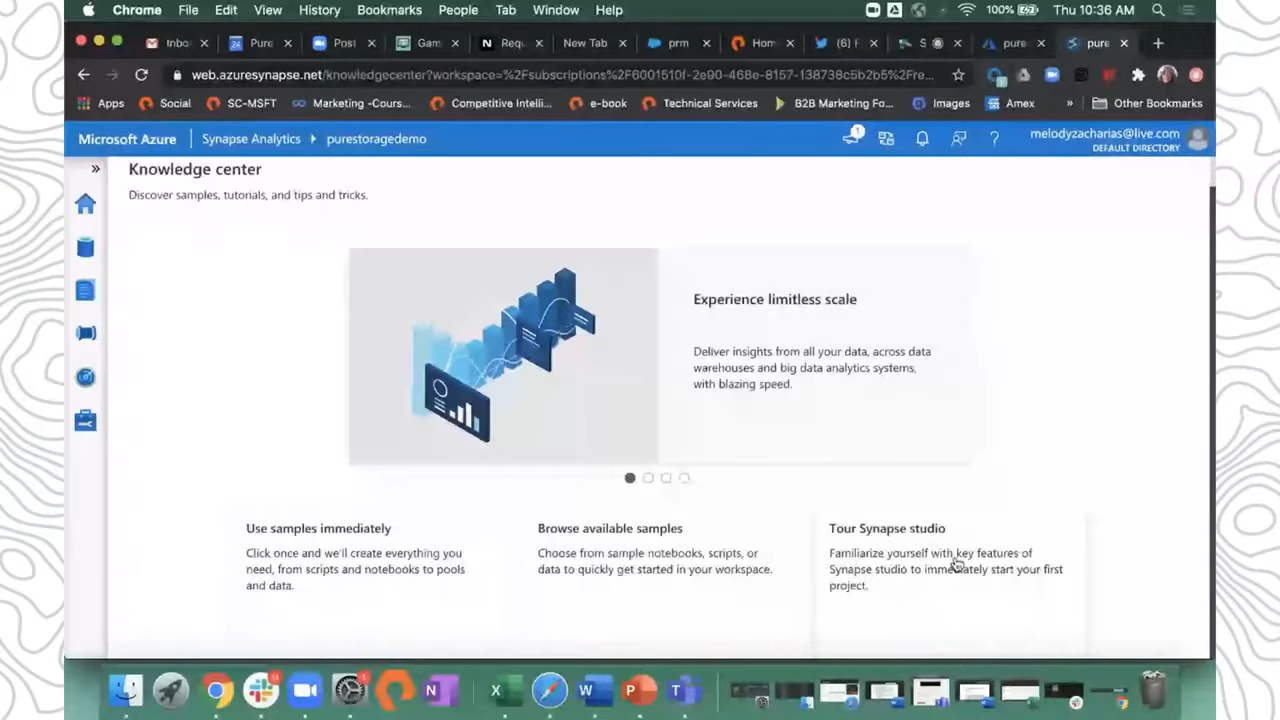 Chrome File Edit View History Bookmarks People Tab Window Help 100% Thu 10:36 AM
Inbo Pure Post Gam Requ New Tab prm Hom (6) F S pure pure
web.azuresynapse.net/knowledgecenter?workspace=%2Fsubscriptions%2F6001510f-2e90-468e-8157-138738c5b2b5%2Fre...
Apps Social SC-MSFT Marketing -Cours... Competitive Intelli... e-book Technical Services B2B Marketing Fo... Images Amex » Other Bookmarks
Microsoft Azure Synapse Analytics purestoragedemo 1 melodyzacharias@live.com
DEFAULT DIRECTORY
Knowledge center
Discover samples, tutorials, and tips and tricks.
Experience limitless scale
Deliver insights from all your data, across data
warehouses and big data analytics systems,
with blazing speed.
Use samples immediately
Click once and we'll create everything you
need, from scripts and notebooks to pools
and data.
Browse available samples
Choose from sample notebooks, scripts, or
data to quickly get started in your workspace.
Tour Synapse studio
Familiarize yourself with key features of
Synapse studio to immediately start your first
project.